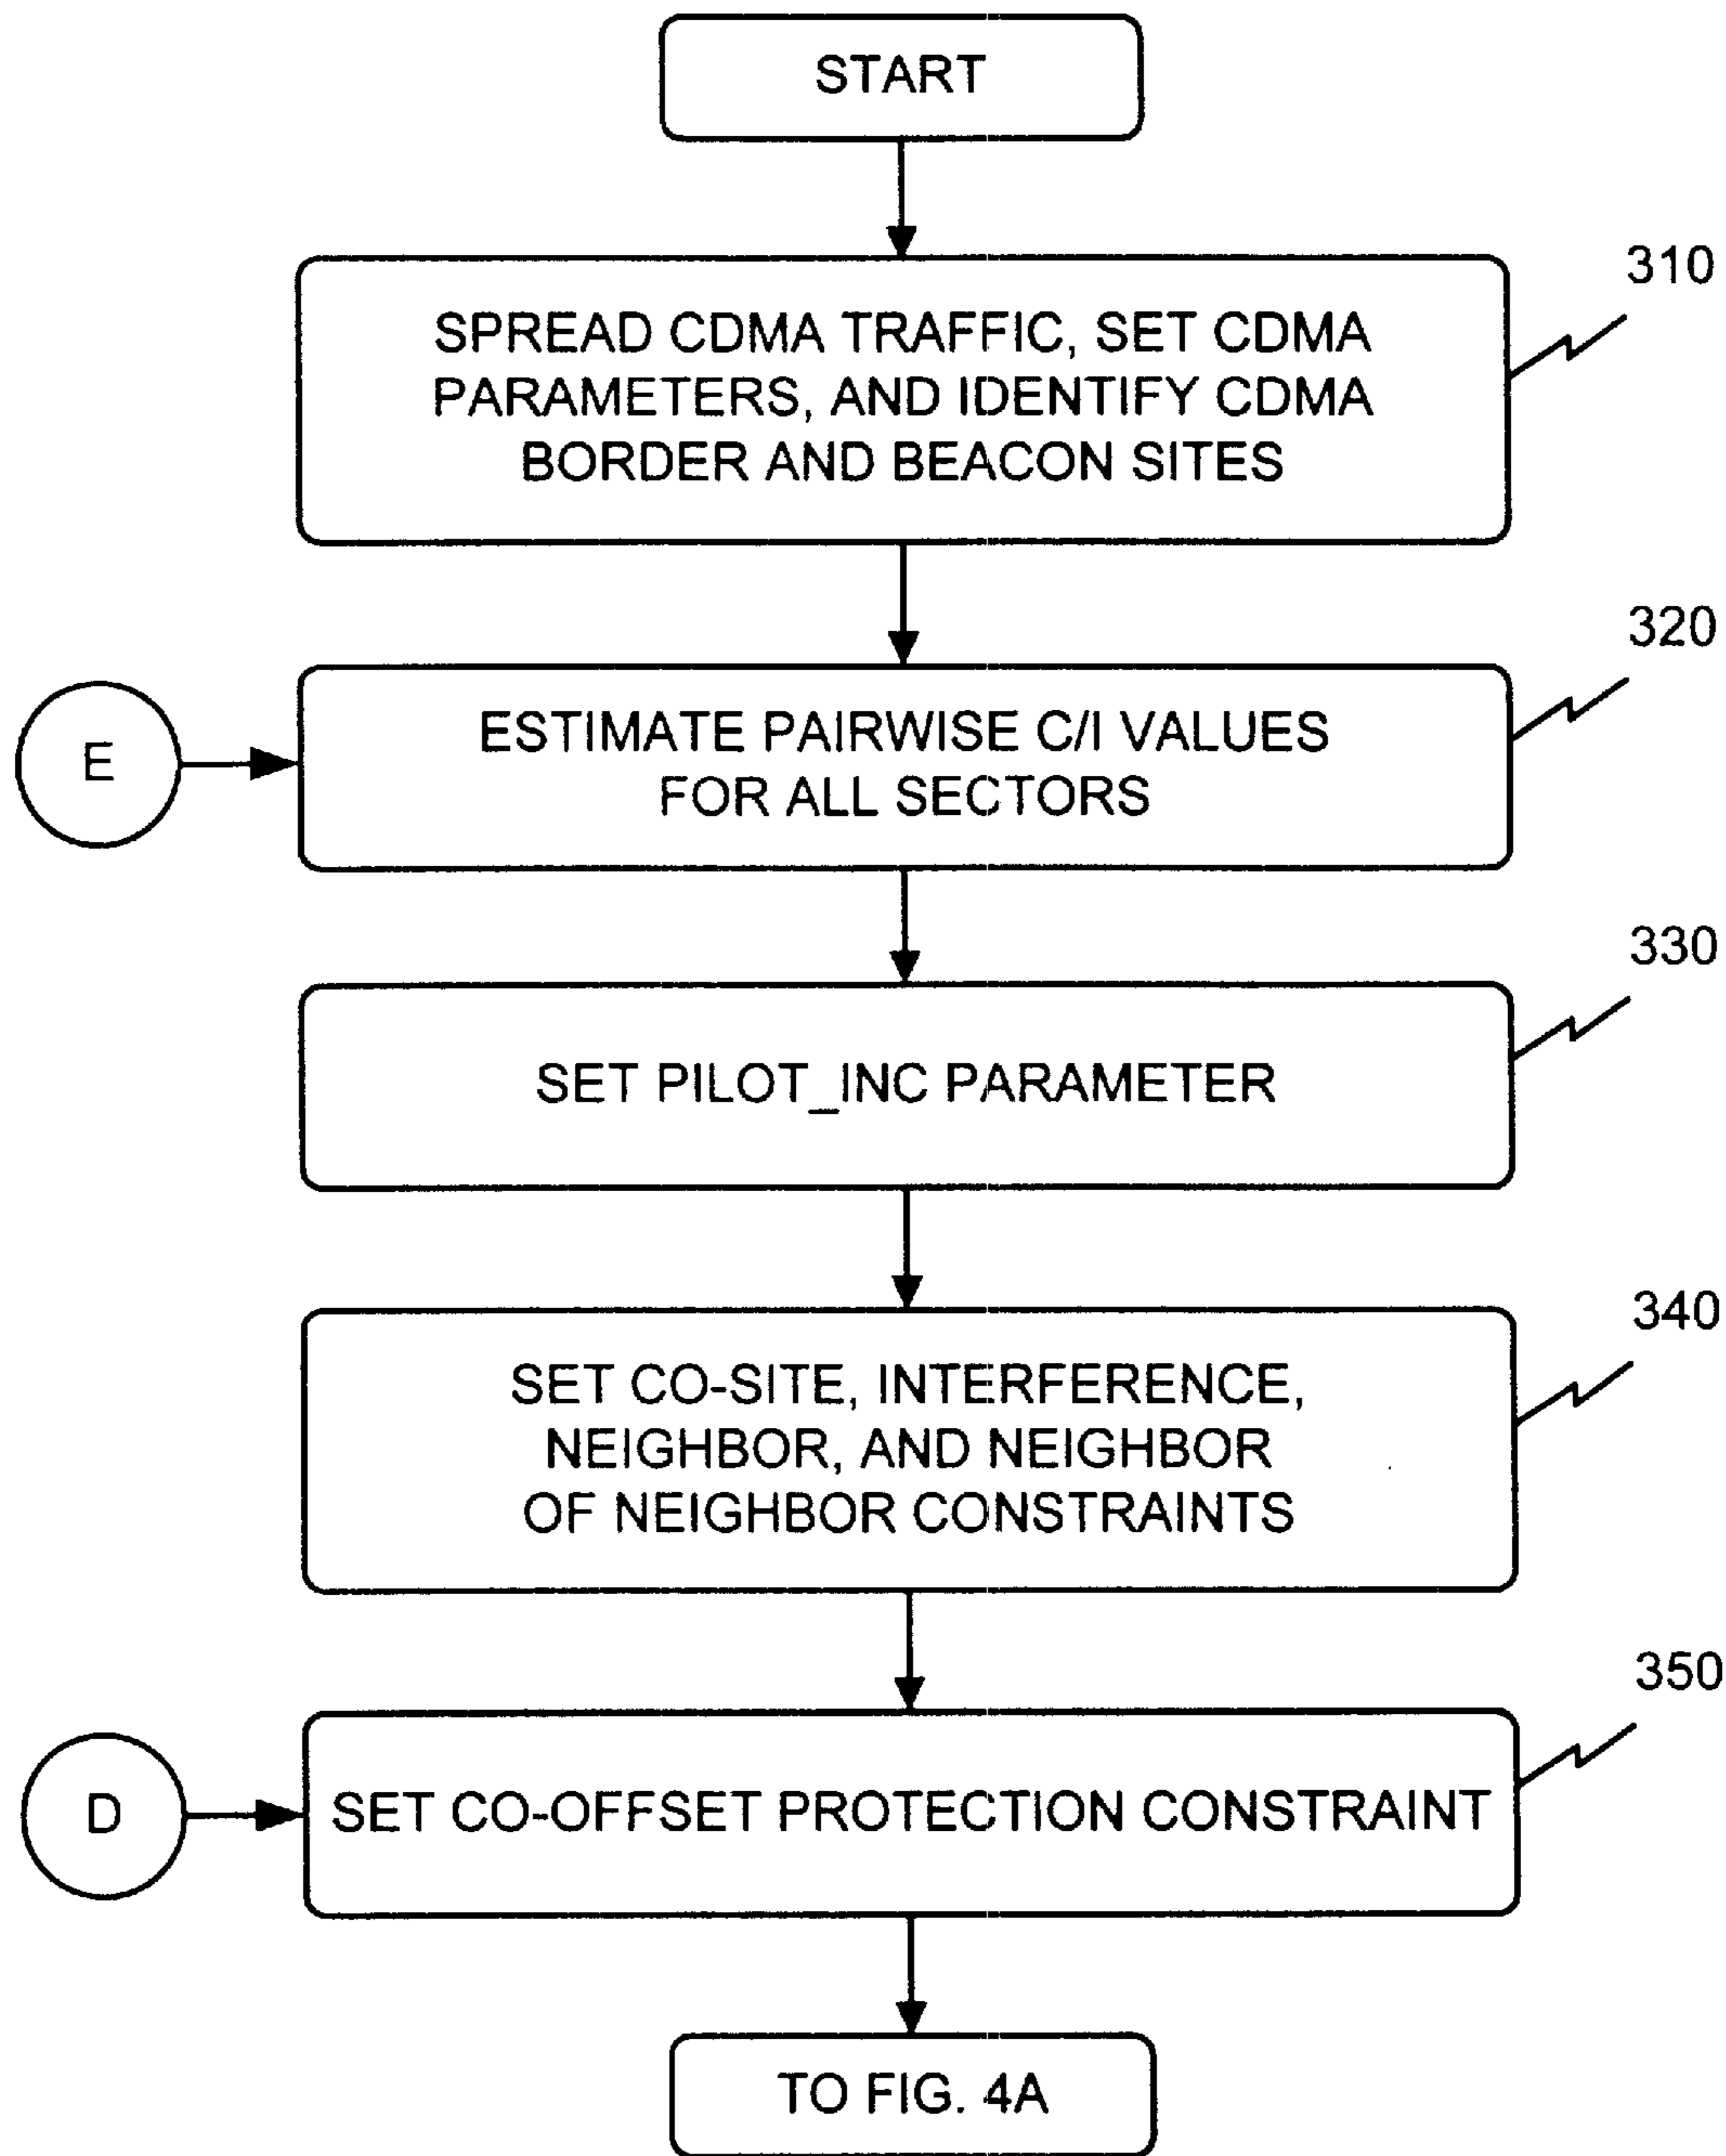 START
310
SPREAD CDMA TRAFFIC, SET CDMA
PARAMETERS, AND IDENTIFY CDMA
BORDER AND BEACON SITES
320
E
ESTIMATE PAIRWISE C/I VALUES
FOR ALL SECTORS
330
SET PILOT_INC PARAMETER
340
SET CO-SITE, INTERFERENCE,
NEIGHBOR, AND NEIGHBOR
OF NEIGHBOR CONSTRAINTS
350
D
SET CO-OFFSET PROTECTION CONSTRAINT
TO FIG. 4A